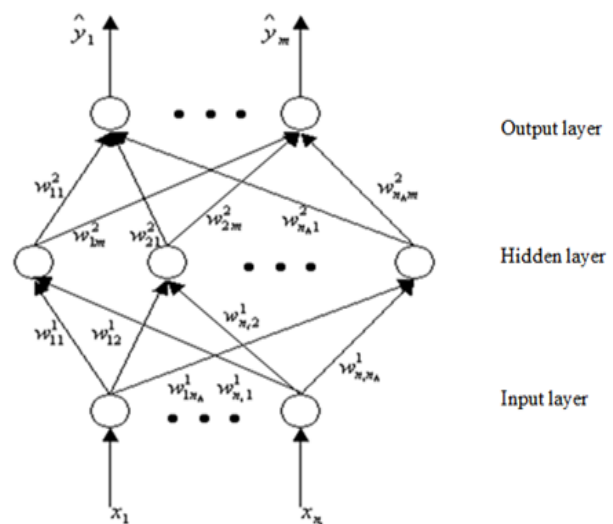 ŷ₁ ŷₘ
Output layer
w²₁₁ w²₁ₘ w²₂₁ w²₂ₘ w²ₙₕ₁ w²ₙₕₘ
Hidden layer
w¹₁₁ w¹₁₂ w¹ₙᵢ₂ w¹₁ₙₕ w¹ₙᵢ₁ w¹ₙᵢₙₕ
Input layer
x₁ xₙ